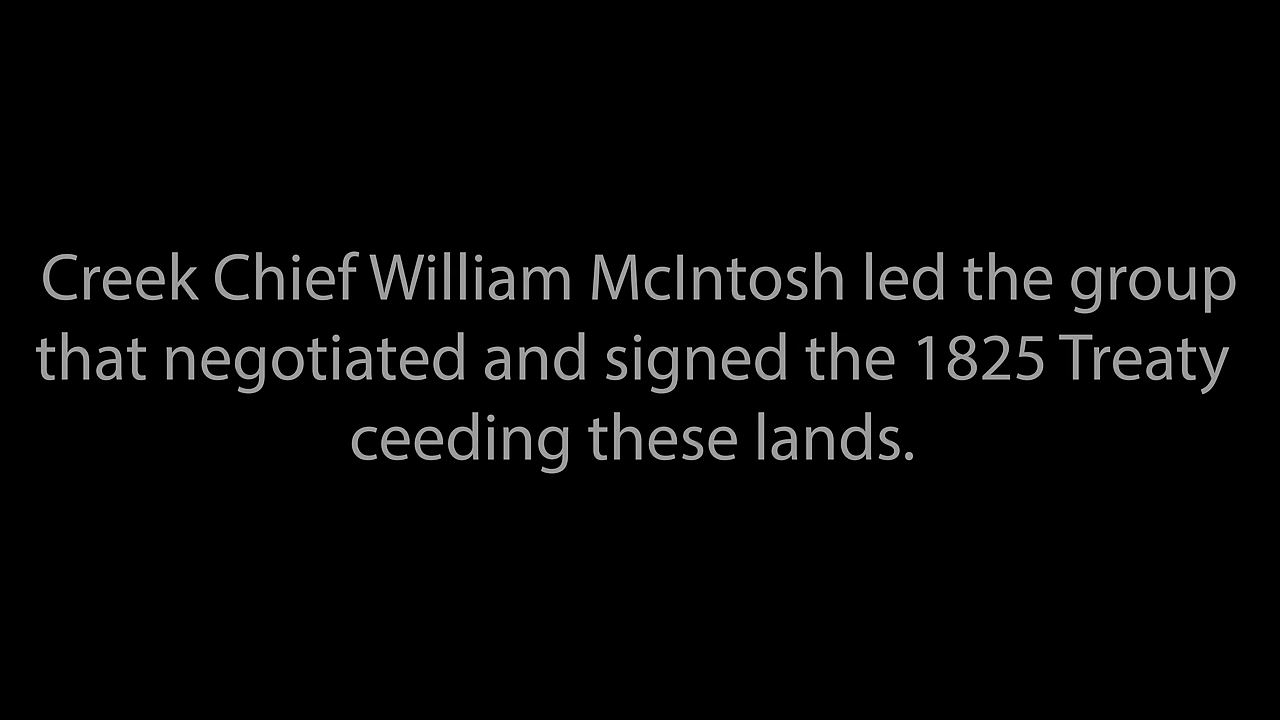 Creek Chief William McIntosh led the group
that negotiated and signed the 1825 Treaty
ceeding these lands.